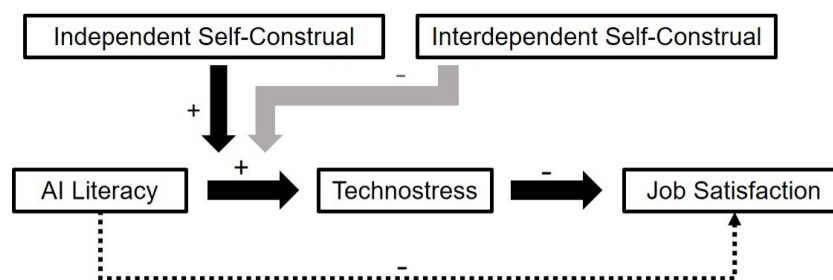 Independent Self-Construal
Interdependent Self-Construal
-
+
+
-
AI Literacy
Technostress
Job Satisfaction
-